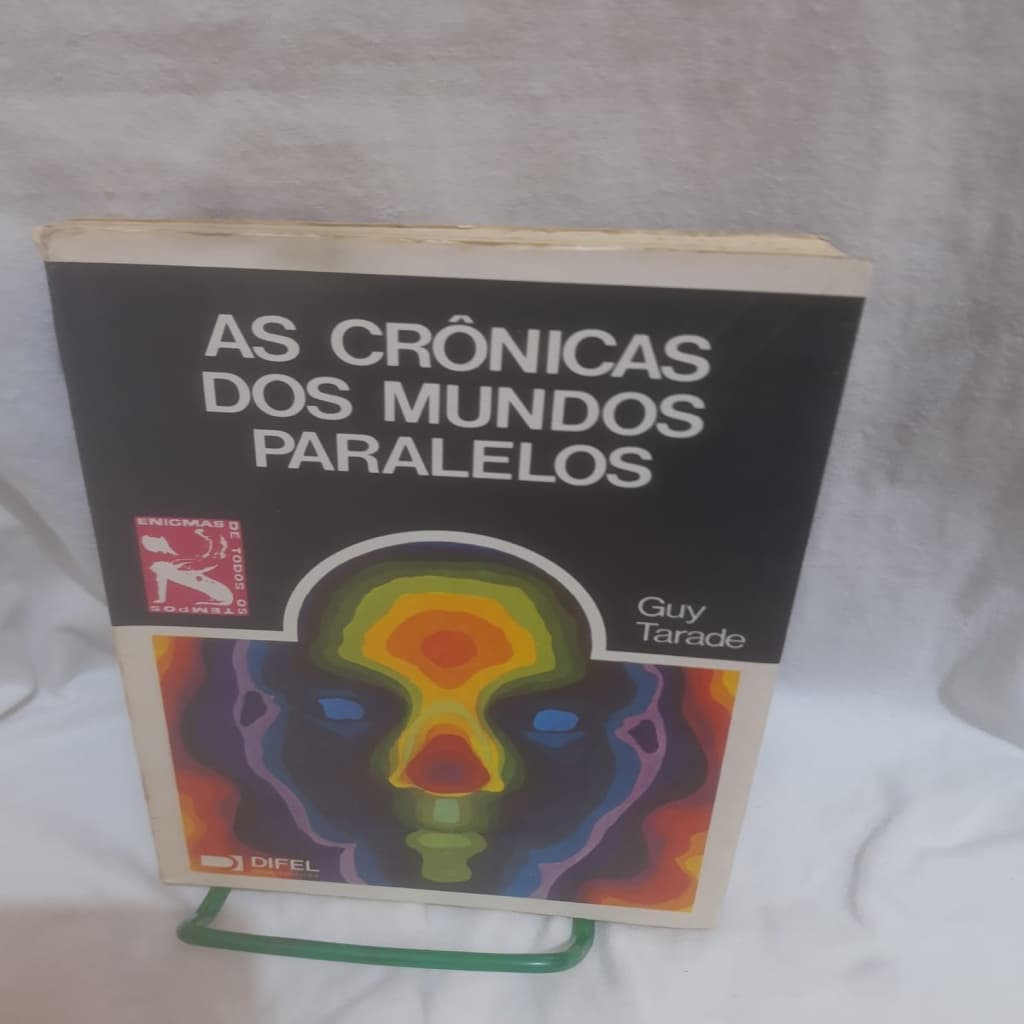 AS CRÔNICAS
DOS MUNDOS
PARALELOS
ENIGMAS
DE TODOS OS
TEMPOS
Guy
Tarade
DIFEL